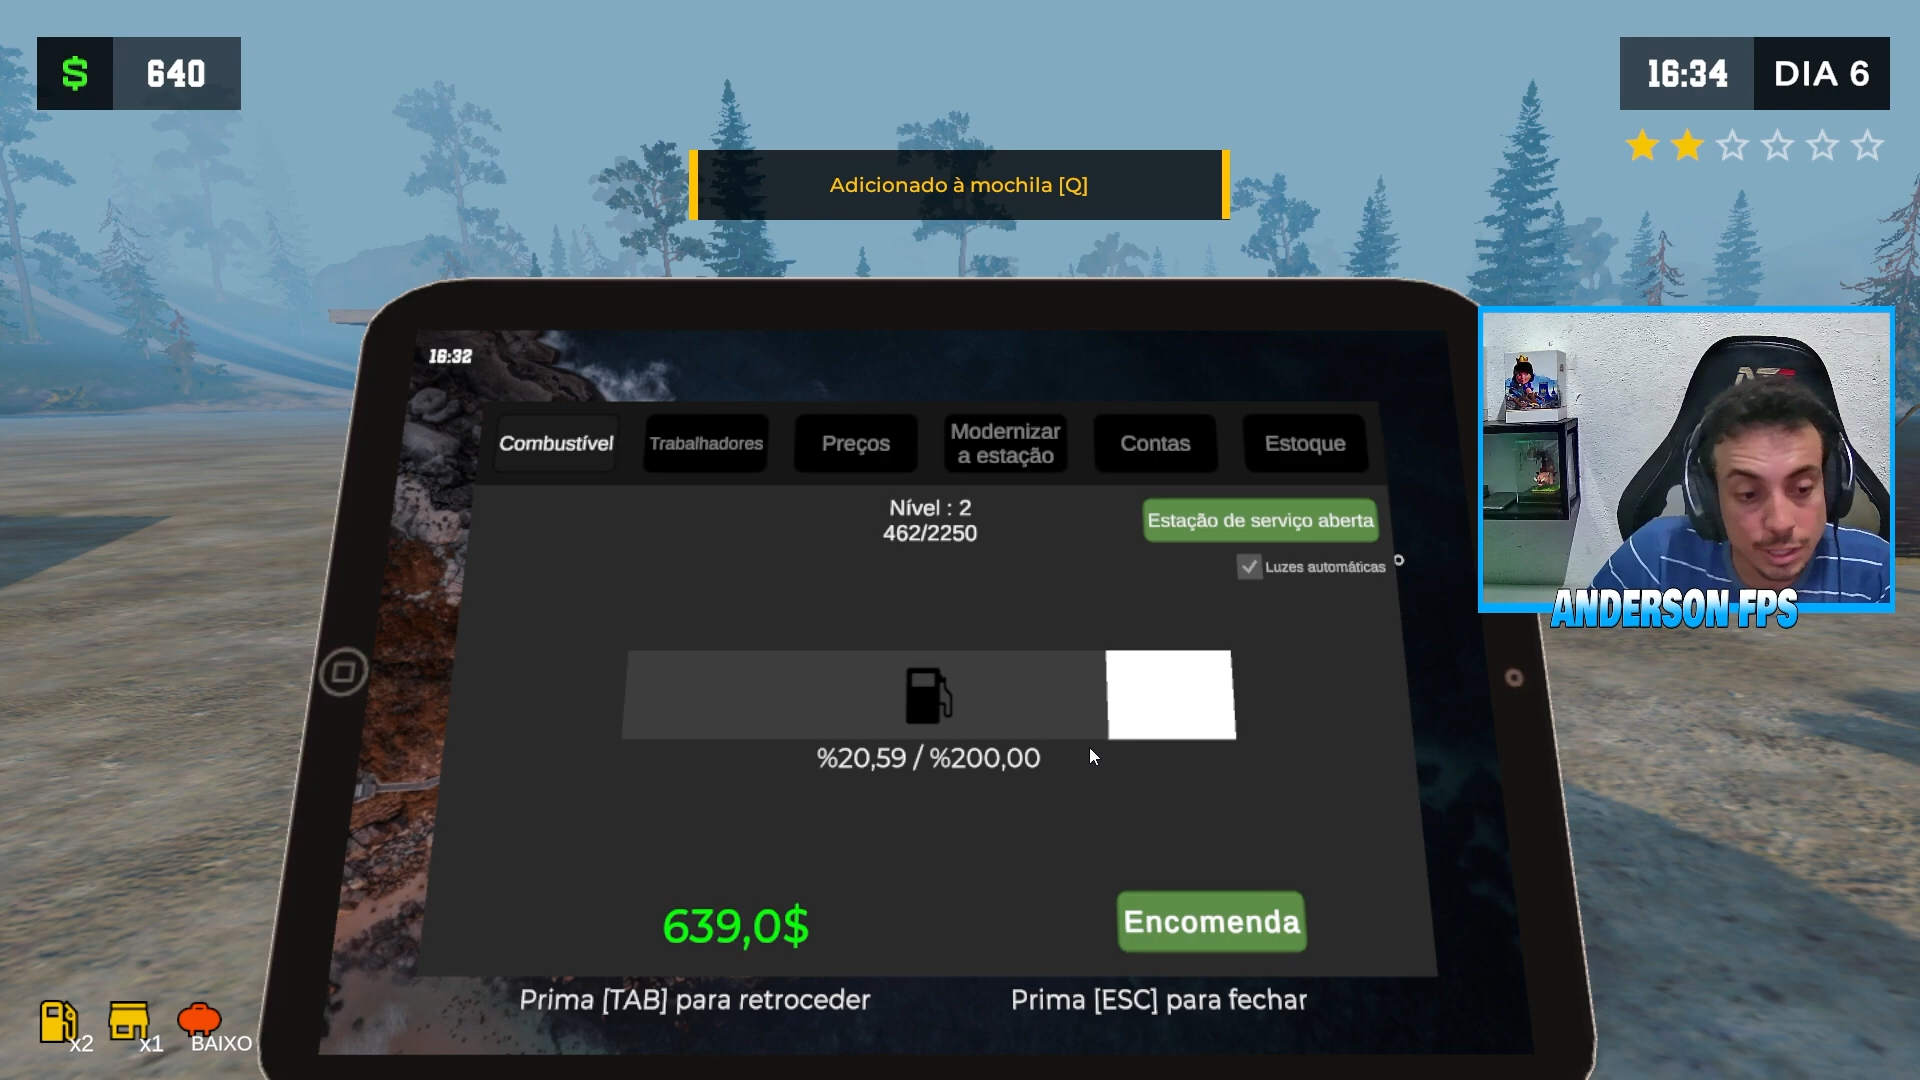 $ 640
16:34 DIA 6
Adicionado à mochila [Q]
16:32
Combustível
Trabalhadores
Preços
Modernizar
a estação
Contas
Estoque
Nível : 2
462/2250
Estação de serviço aberta
Luzes automáticas
ANDERSON FPS
%20,59 / %200,00
639,0$
Encomenda
Prima [TAB] para retroceder
Prima [ESC] para fechar
x2
x1
BAIXO